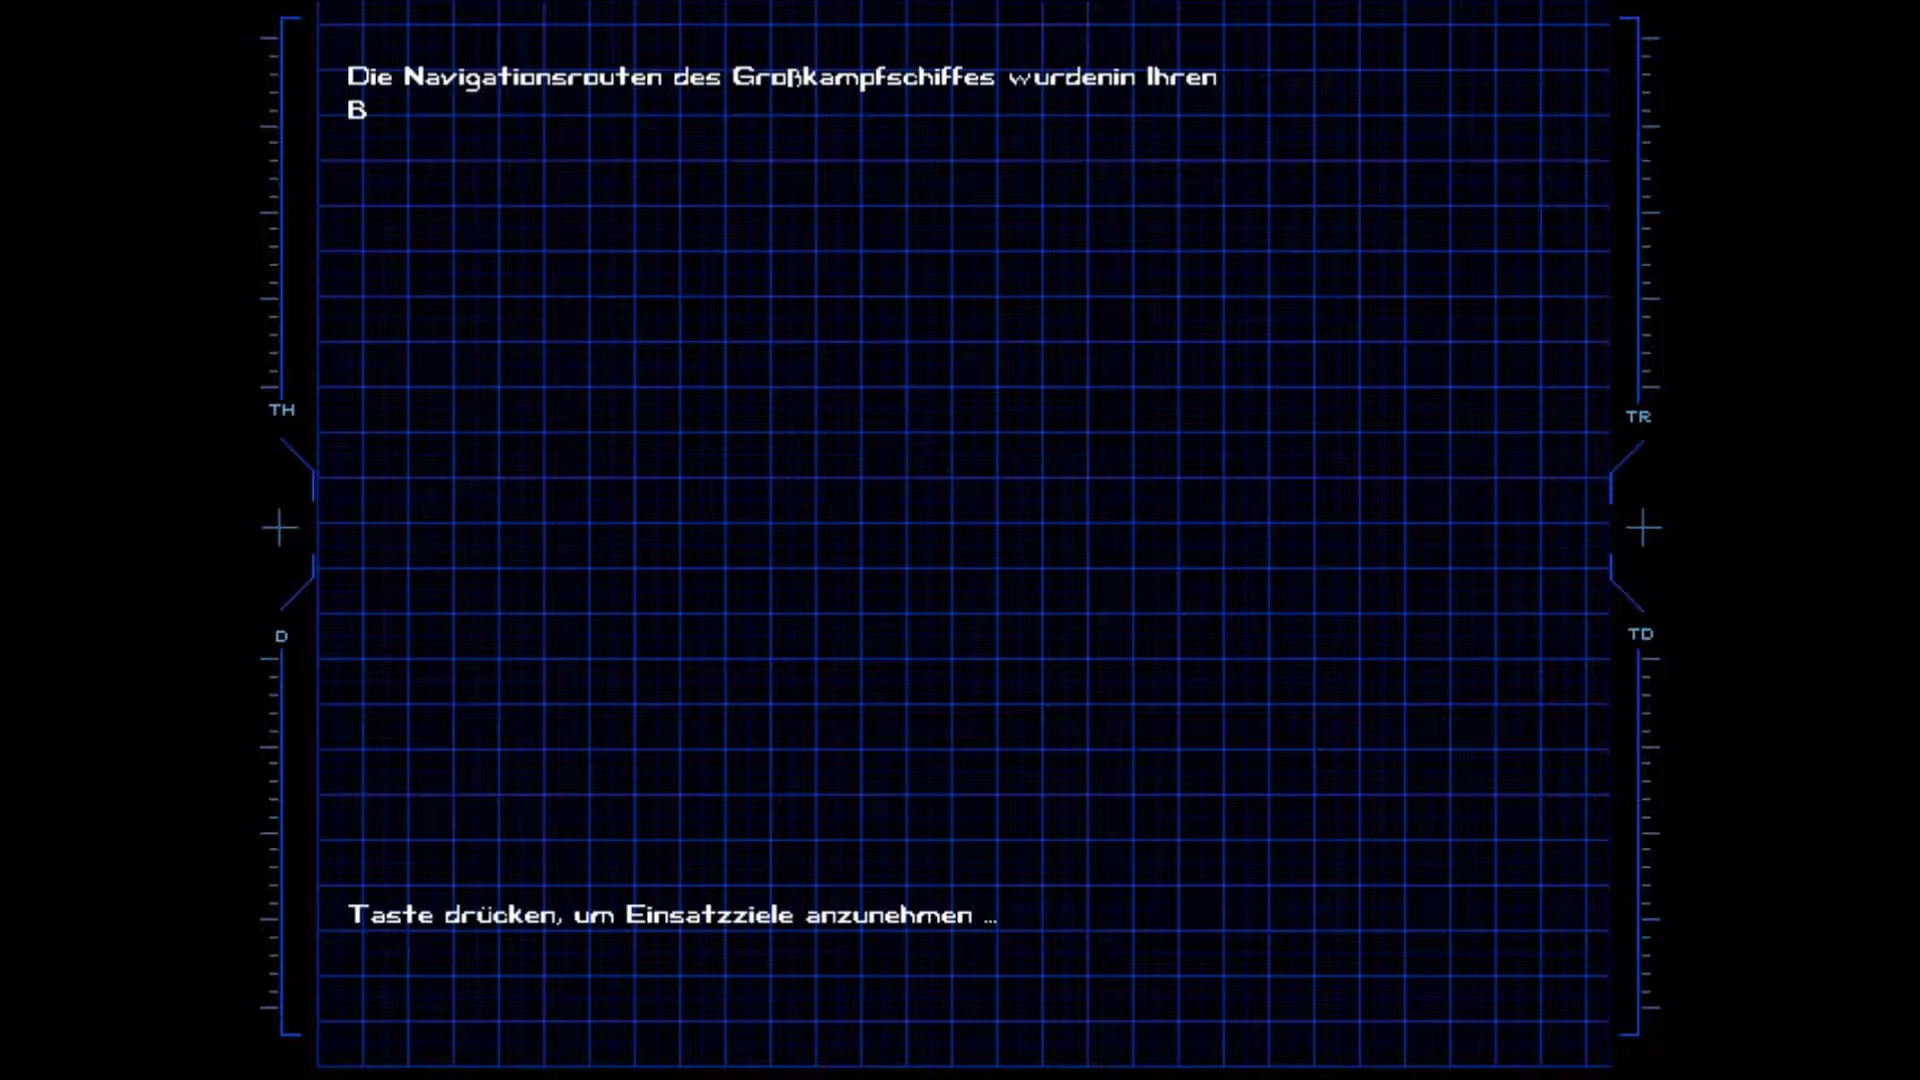 Die Navigationsrouten des Großkampfschiffes wurdenin Ihren
B
TH
TR
D
TD
Taste drücken, um Einsatzziele anzunehmen ...